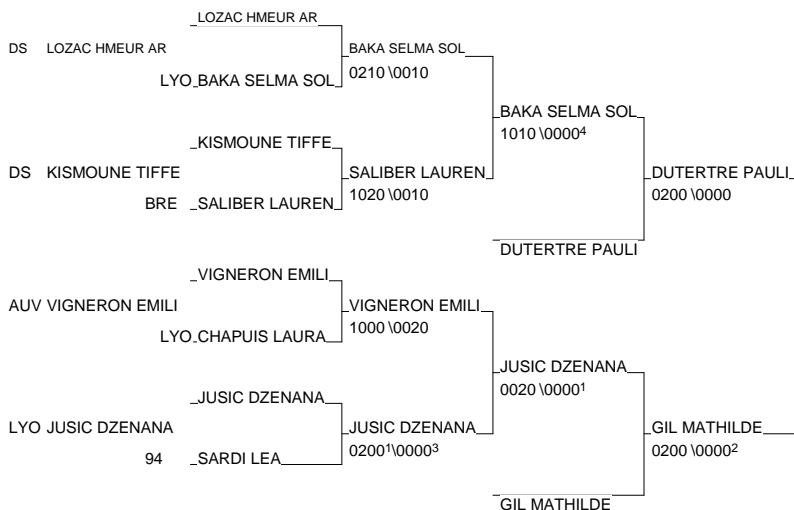 LOZAC HMEUR AR
DS LOZAC HMEUR AR BAKA SELMA SOL
0210 \0010
LYO BAKA SELMA SOL
BAKA SELMA SOL
1010 \0000⁴
KISMOUNE TIFFE
DS KISMOUNE TIFFE SALIBER LAUREN DUTERTRE PAULI
1020 \0010 0200 \0000
BRE SALIBER LAUREN
DUTERTRE PAULI
VIGNERON EMILI
AUV VIGNERON EMILI VIGNERON EMILI
1000 \0020
LYO CHAPUIS LAURA
JUSIC DZENANA
0020 \0000¹
JUSIC DZENANA
LYO JUSIC DZENANA JUSIC DZENANA GIL MATHILDE
0200¹\0000³ 0200 \0000²
94 SARDI LEA
GIL MATHILDE